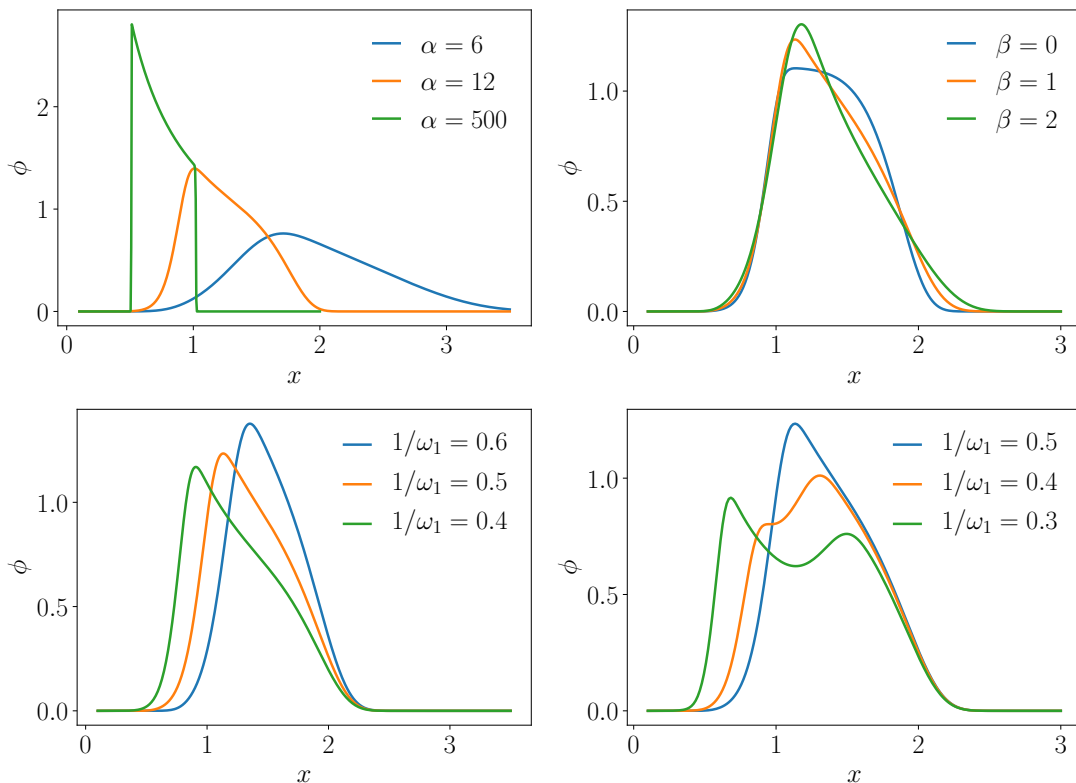 α = 6
α = 12
α = 500
ϕ
2
1
0
0 1 2 3
x
β = 0
β = 1
β = 2
ϕ
1.0
0.5
0.0
0 1 2 3
x
1/ω₁ = 0.6
1/ω₁ = 0.5
1/ω₁ = 0.4
ϕ
1.0
0.5
0.0
0 1 2 3
x
1/ω₁ = 0.5
1/ω₁ = 0.4
1/ω₁ = 0.3
ϕ
1.0
0.5
0.0
0 1 2 3
x